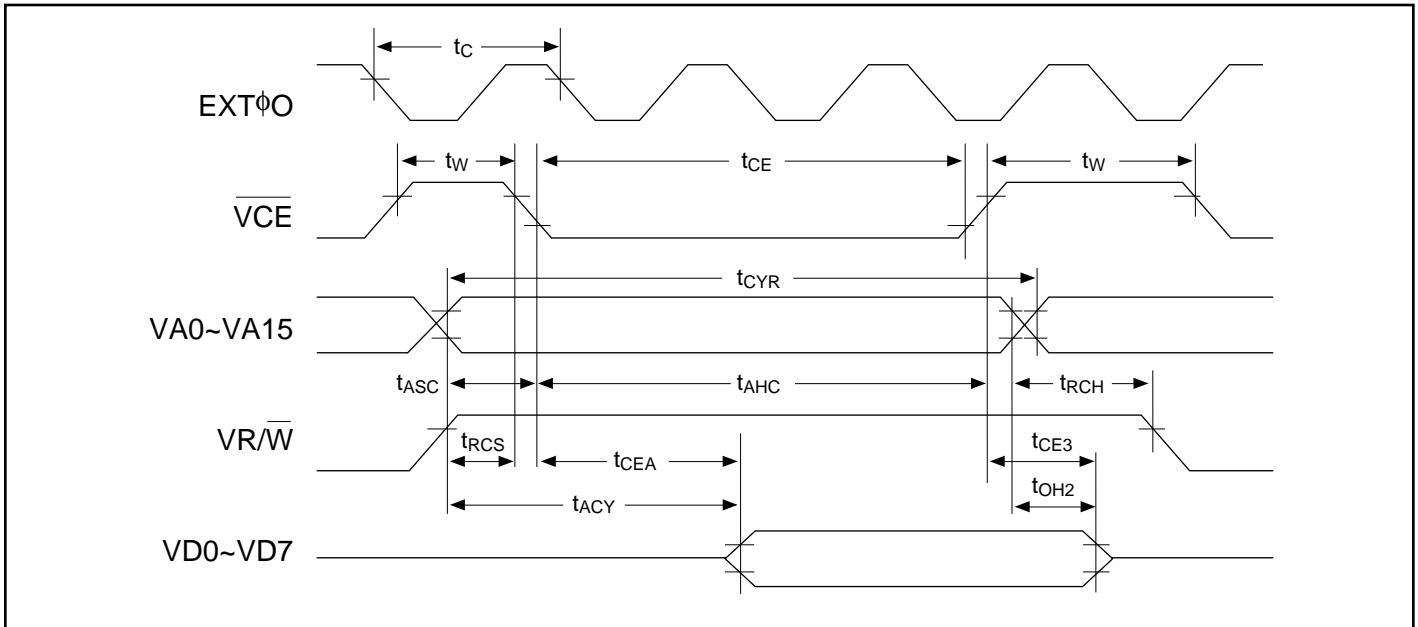 tC
EXTϕO
tW
tCE
tW
V̅C̅E̅
tCYR
VA0~VA15
tASC
tAHC
tRCH
VR/W̅
tRCS
tCEA
tCE3
tACY
tOH2
VD0~VD7